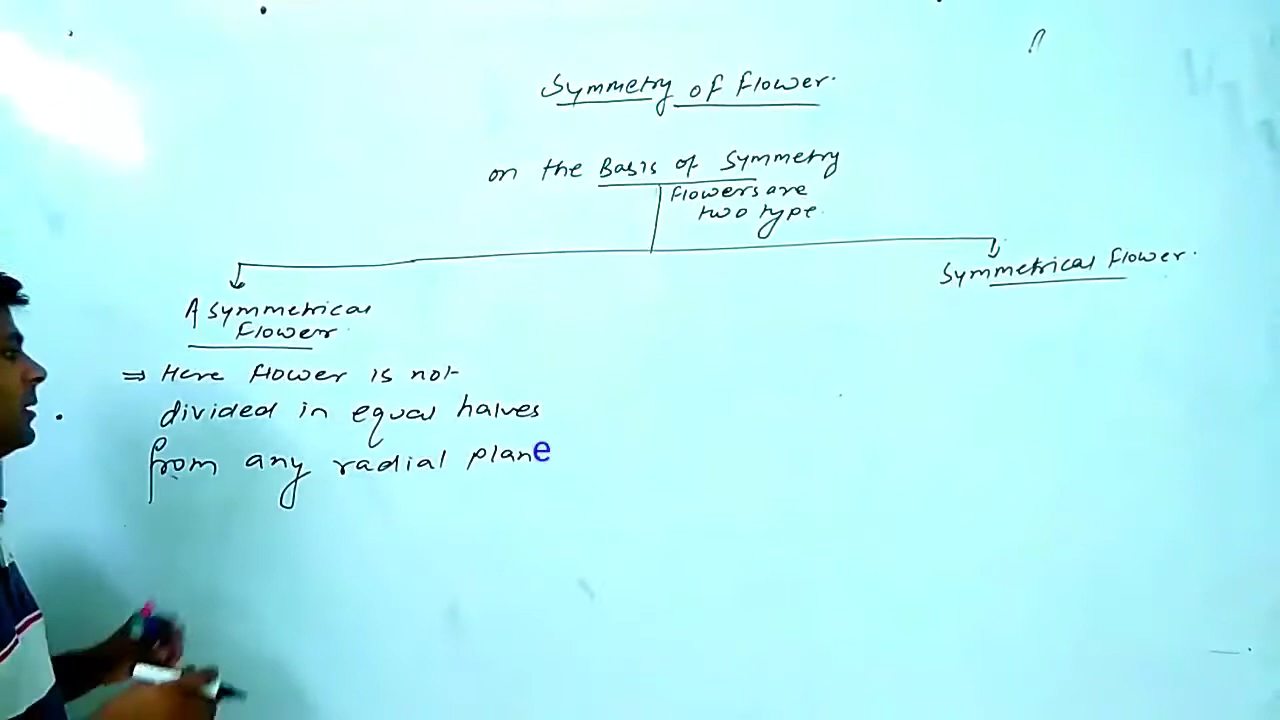 Symmetry of Flower.
on the Basis of Symmetry
Flowers are
two type.
Asymmetrical
Flower
Symmetrical Flower.
⇒ Here flower is not
divided in equal halves
from any radial plane